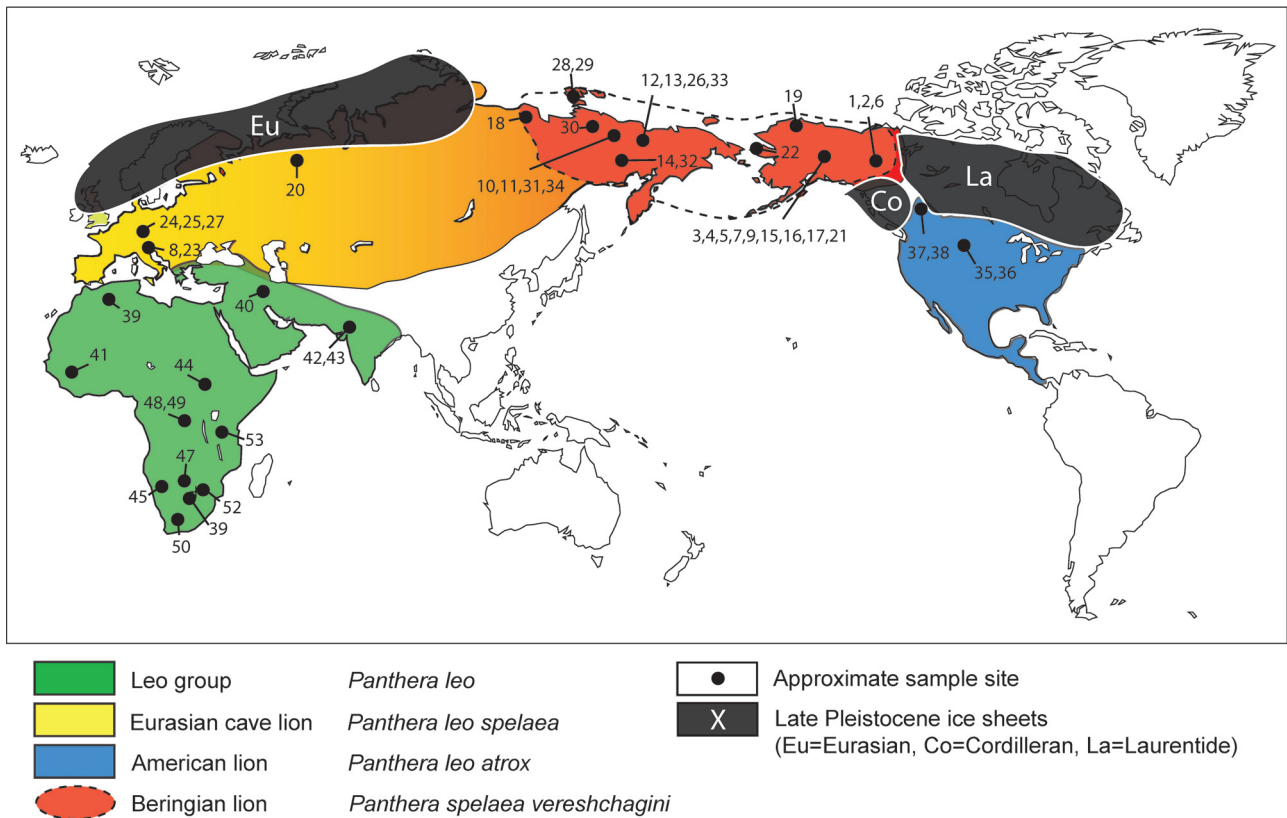 28,29
12,13,26,33
19
1,2,6
Eu
18
30
22
14,32
20
10,11,31,34
La
Co
24,25,27
3,4,5,7,9,15,16,17,21
8,23
37,38
35,36
39
40
42,43
41
44
48,49
53
47
45
52
39
50
Leo group Panthera leo
Eurasian cave lion Panthera leo spelaea
American lion Panthera leo atrox
Beringian lion Panthera spelaea vereshchagini
Approximate sample site
X Late Pleistocene ice sheets
(Eu=Eurasian, Co=Cordilleran, La=Laurentide)